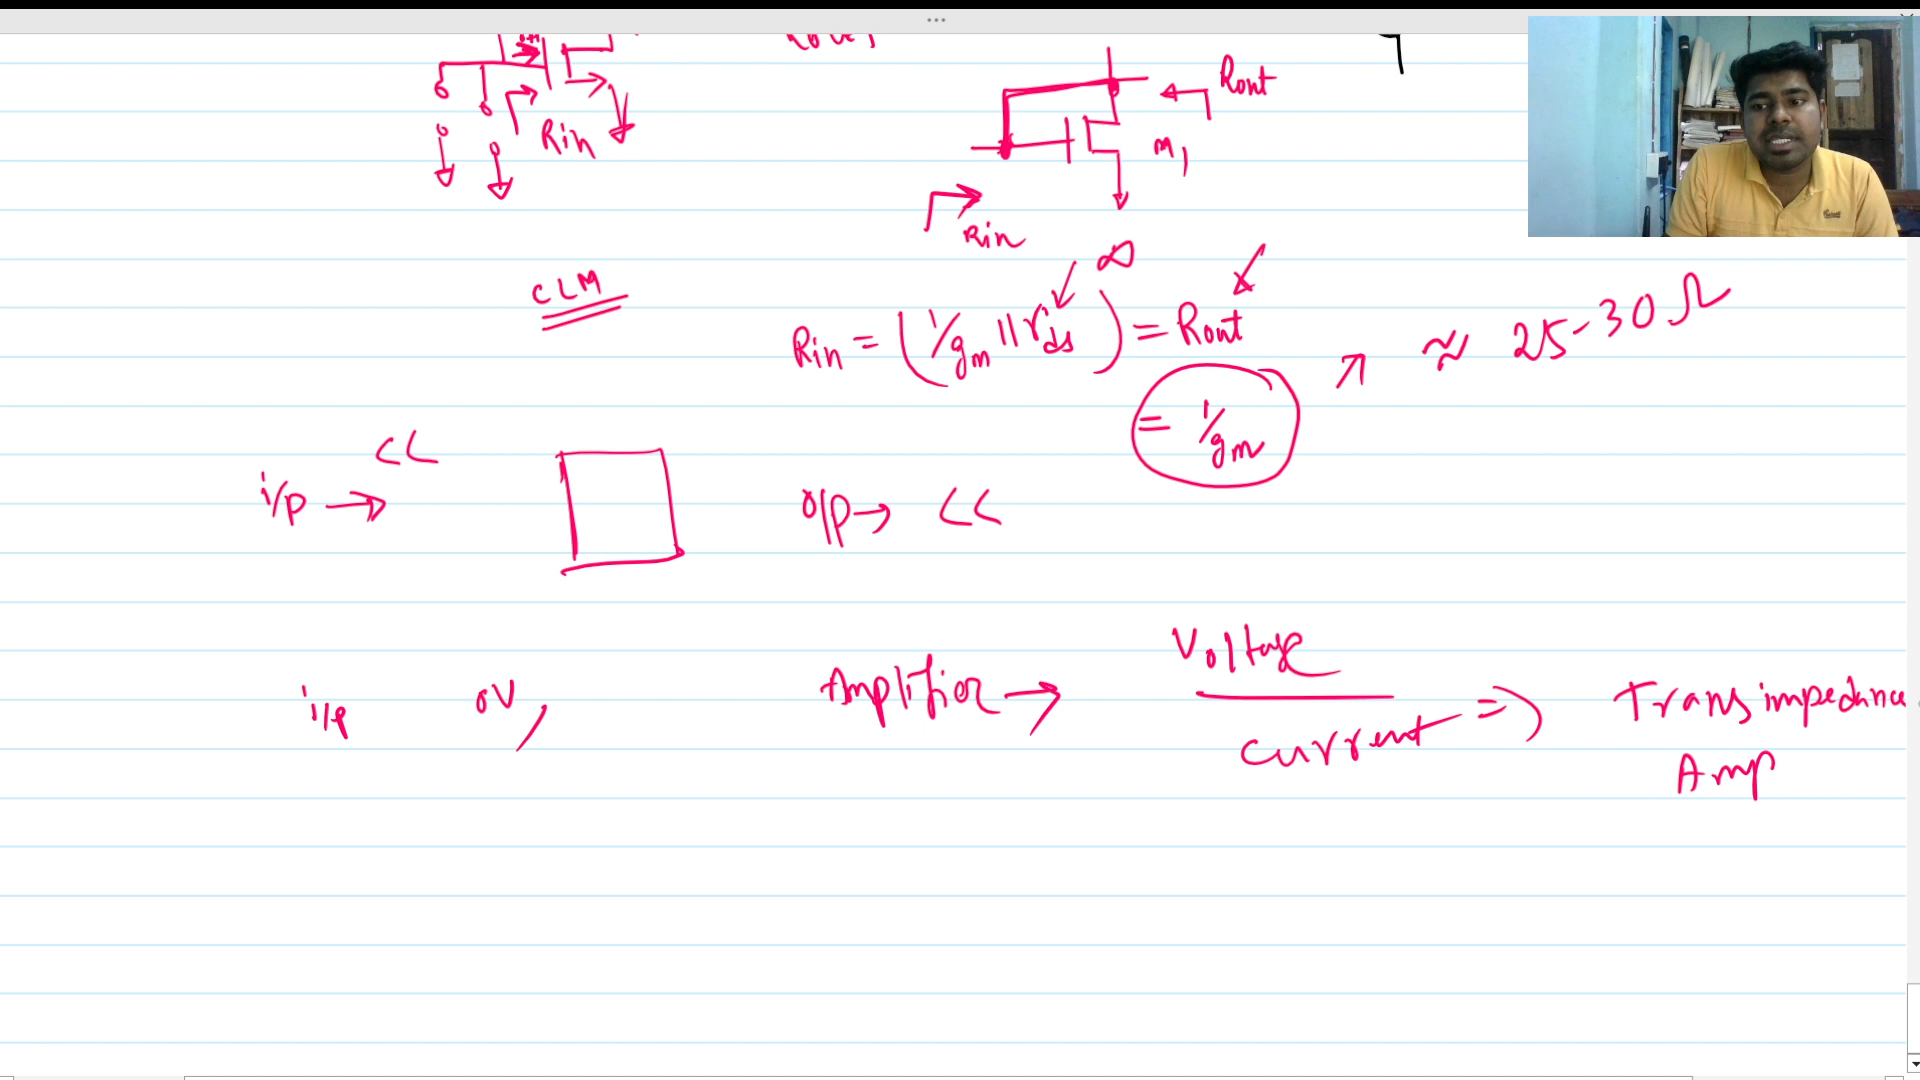 Rout
Rin
M1
Rin
CLM
∞
Rin = (1/gm || rds) = Rout
≈ 25-30 Ω
= 1/gm
<<
i/p →
o/p → <<
Voltage
i/p oV, Amplifier → ⇒ Transimpedance
Current
Amp